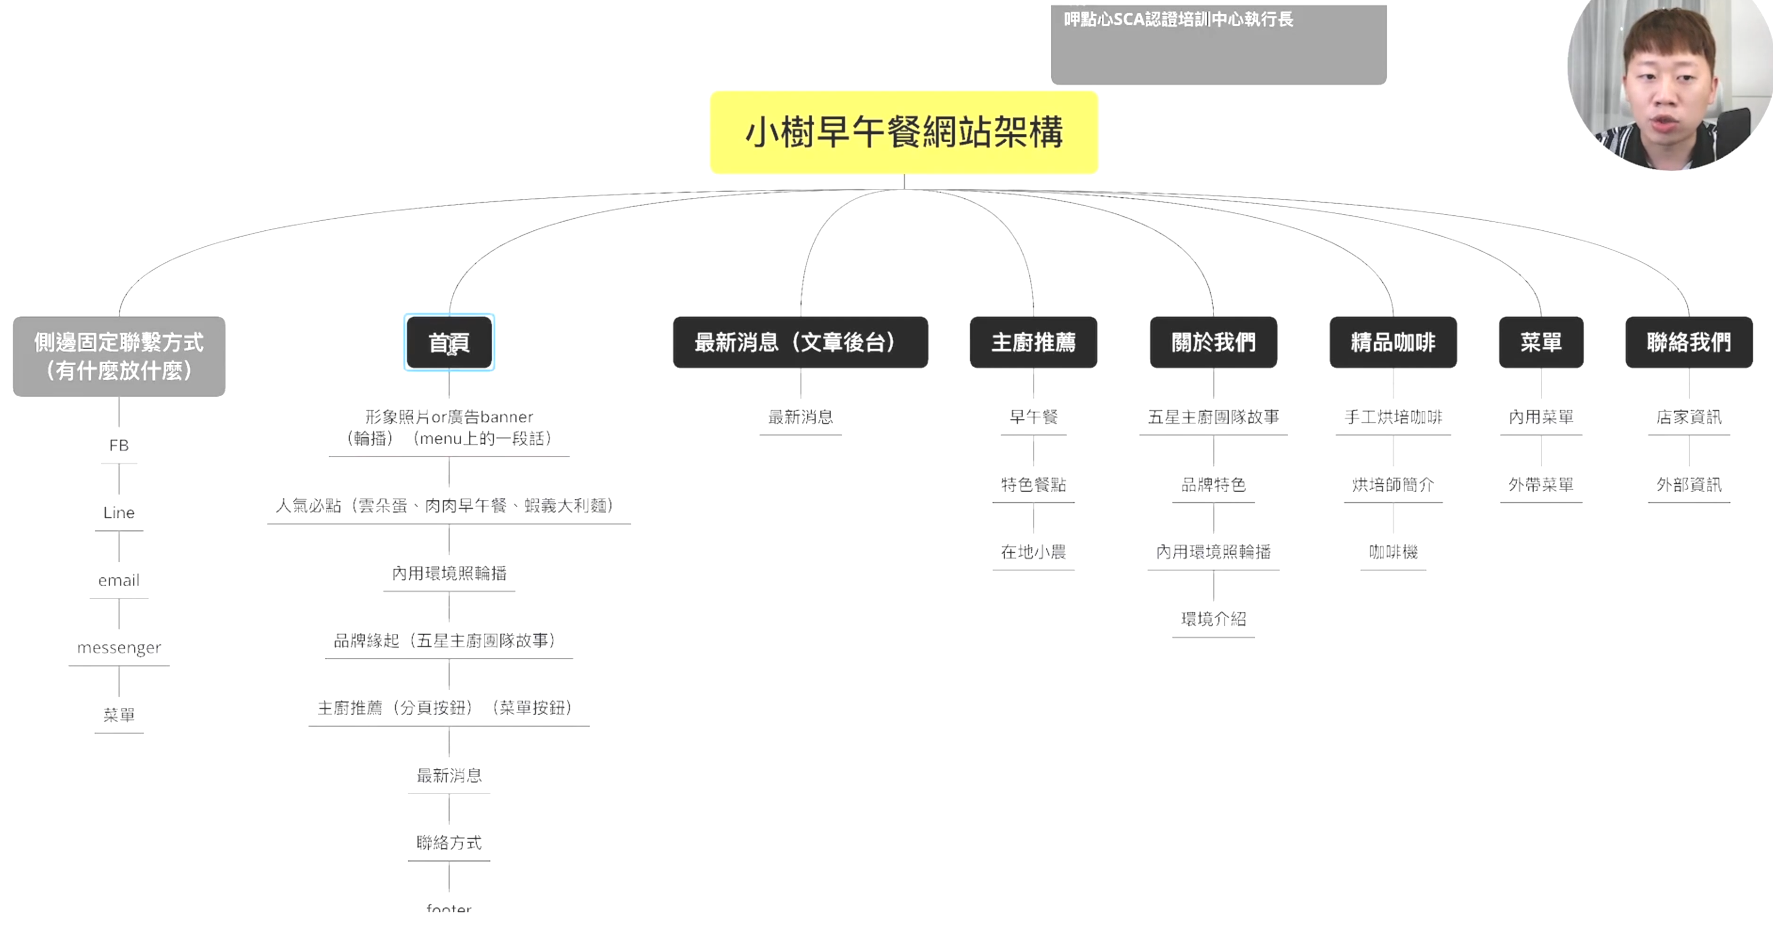 呷點心SCA認證培訓中心執行長
小樹早午餐網站架構
側邊固定聯繫方式
（有什麼放什麼）
FB
Line
email
messenger
菜單
首頁
形象照片or廣告banner
（輪播）（menu上的一段話）
人氣必點（雲朵蛋、肉肉早午餐、蝦義大利麵）
內用環境照輪播
品牌緣起（五星主廚團隊故事）
主廚推薦（分頁按鈕）（菜單按鈕）
最新消息
聯絡方式
footer
最新消息（文章後台）
最新消息
主廚推薦
早午餐
特色餐點
在地小農
關於我們
五星主廚團隊故事
品牌特色
內用環境照輪播
環境介紹
精品咖啡
手工烘培咖啡
烘培師簡介
咖啡機
菜單
內用菜單
外帶菜單
聯絡我們
店家資訊
外部資訊